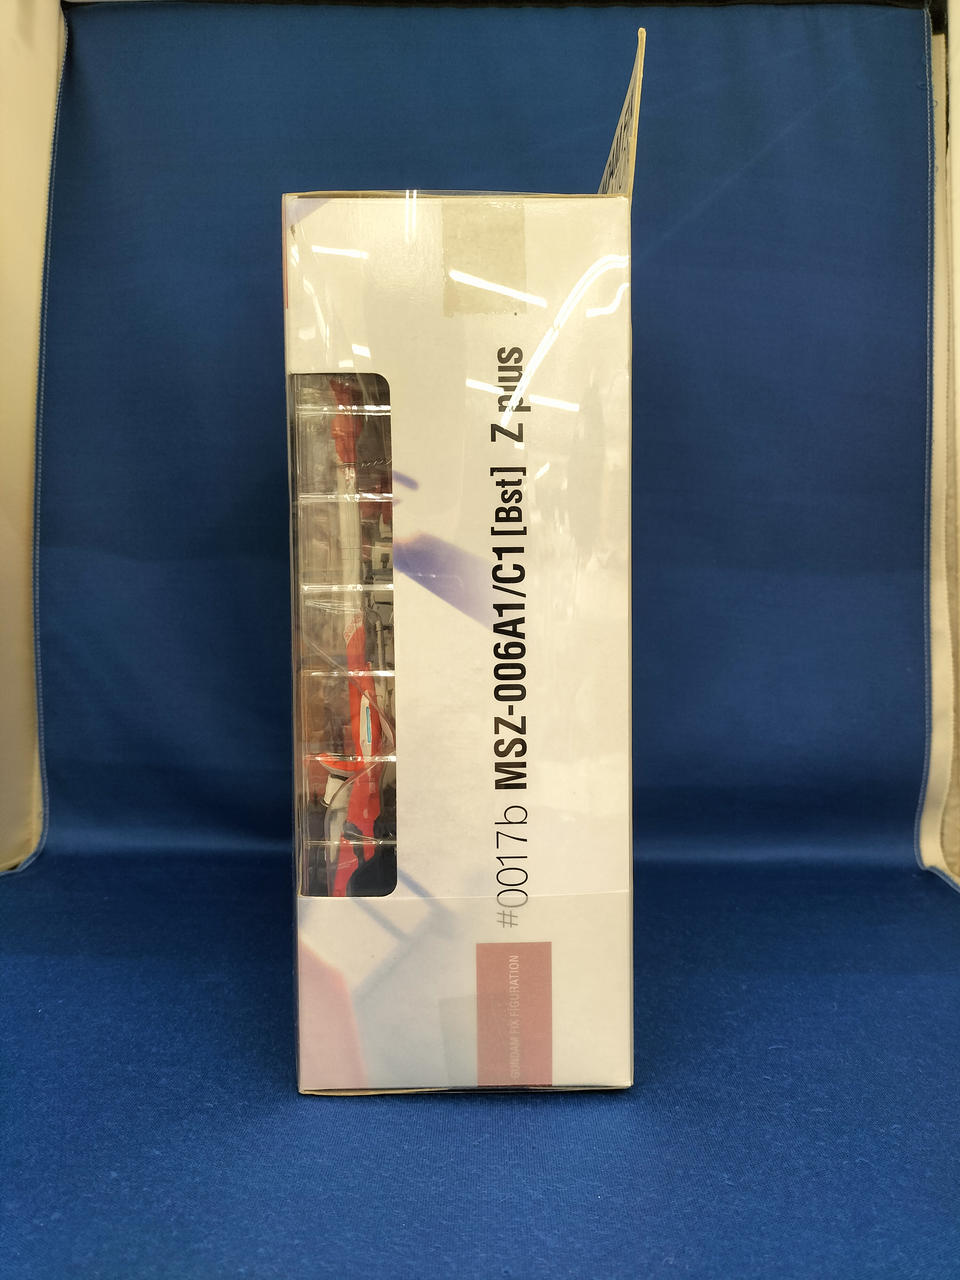 #0017b MSZ-006A1/C1[Bst] Z plus
GUNDAM FIX FIGURATION